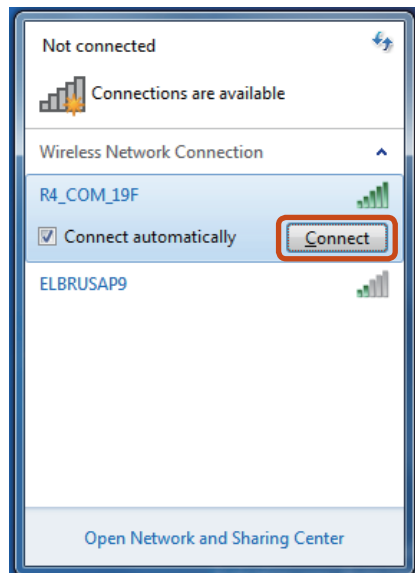 Not connected
Connections are available
Wireless Network Connection
R4_COM_19F
Connect automatically
Connect
ELBRUSAP9
Open Network and Sharing Center